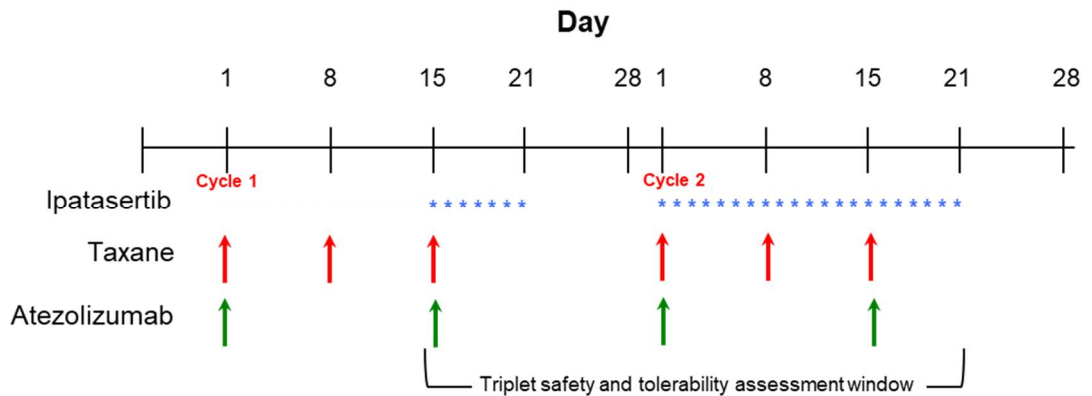 Day
1 8 15 21 28 1 8 15 21 28
Cycle 1 Cycle 2
Ipatasertib * * * * * * * * * * * * * * * * * * * * * * * * * * * *
Taxane
Atezolizumab
Triplet safety and tolerability assessment window